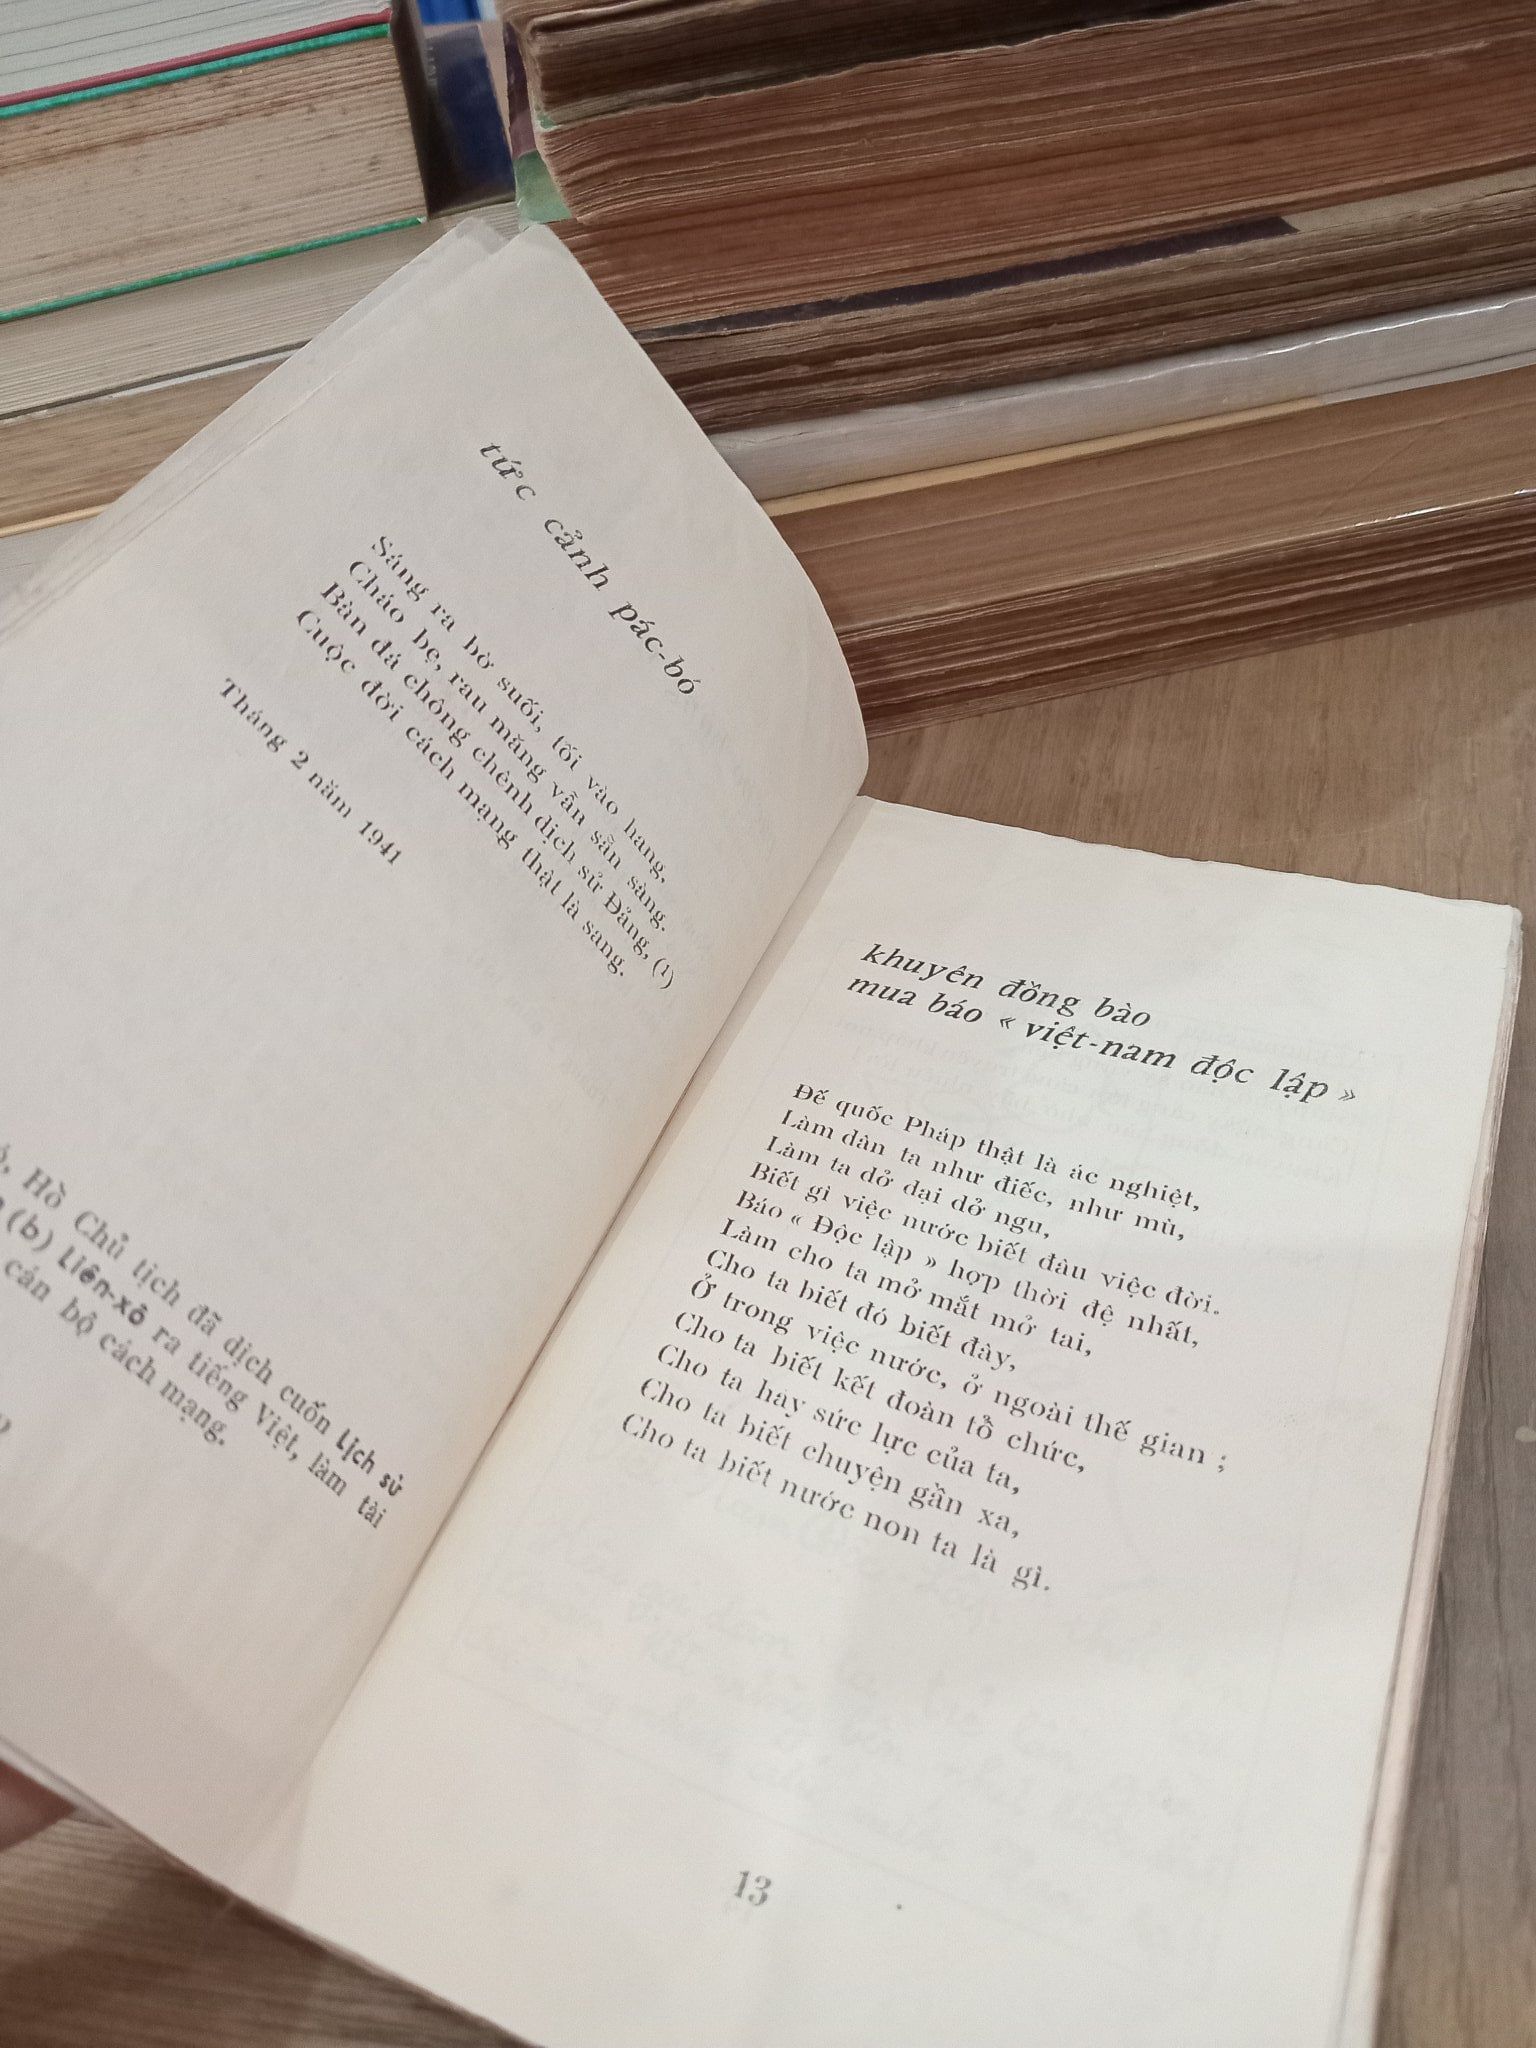 tức cảnh pác-bó
Sáng ra bờ suối, tối vào hang,
Cháo bẹ, rau măng vẫn sẵn sàng.
Bàn đá chông chênh dịch sử Đảng, (1)
Cuộc đời cách mạng thật là sang.
Tháng 2 năm 1941
Hồ Chủ tịch đã dịch cuốn Lịch sử
(b) Liên-xô ra tiếng Việt, làm tài
cán bộ cách mạng.
khuyên đồng bào
mua báo « việt-nam độc lập »
Đế quốc Pháp thật là ác nghiệt,
Làm dân ta như điếc, như mù,
Làm ta dở dại dở ngu,
Biết gì việc nước biết đâu việc đời.
Báo « Độc lập » hợp thời đệ nhất,
Làm cho ta mở mắt mở tai,
Cho ta biết đó biết đây,
Ở trong việc nước, ở ngoài thế gian ;
Cho ta biết kết đoàn tổ chức,
Cho ta hay sức lực của ta,
Cho ta biết chuyện gần xa,
Cho ta biết nước non ta là gì.
13